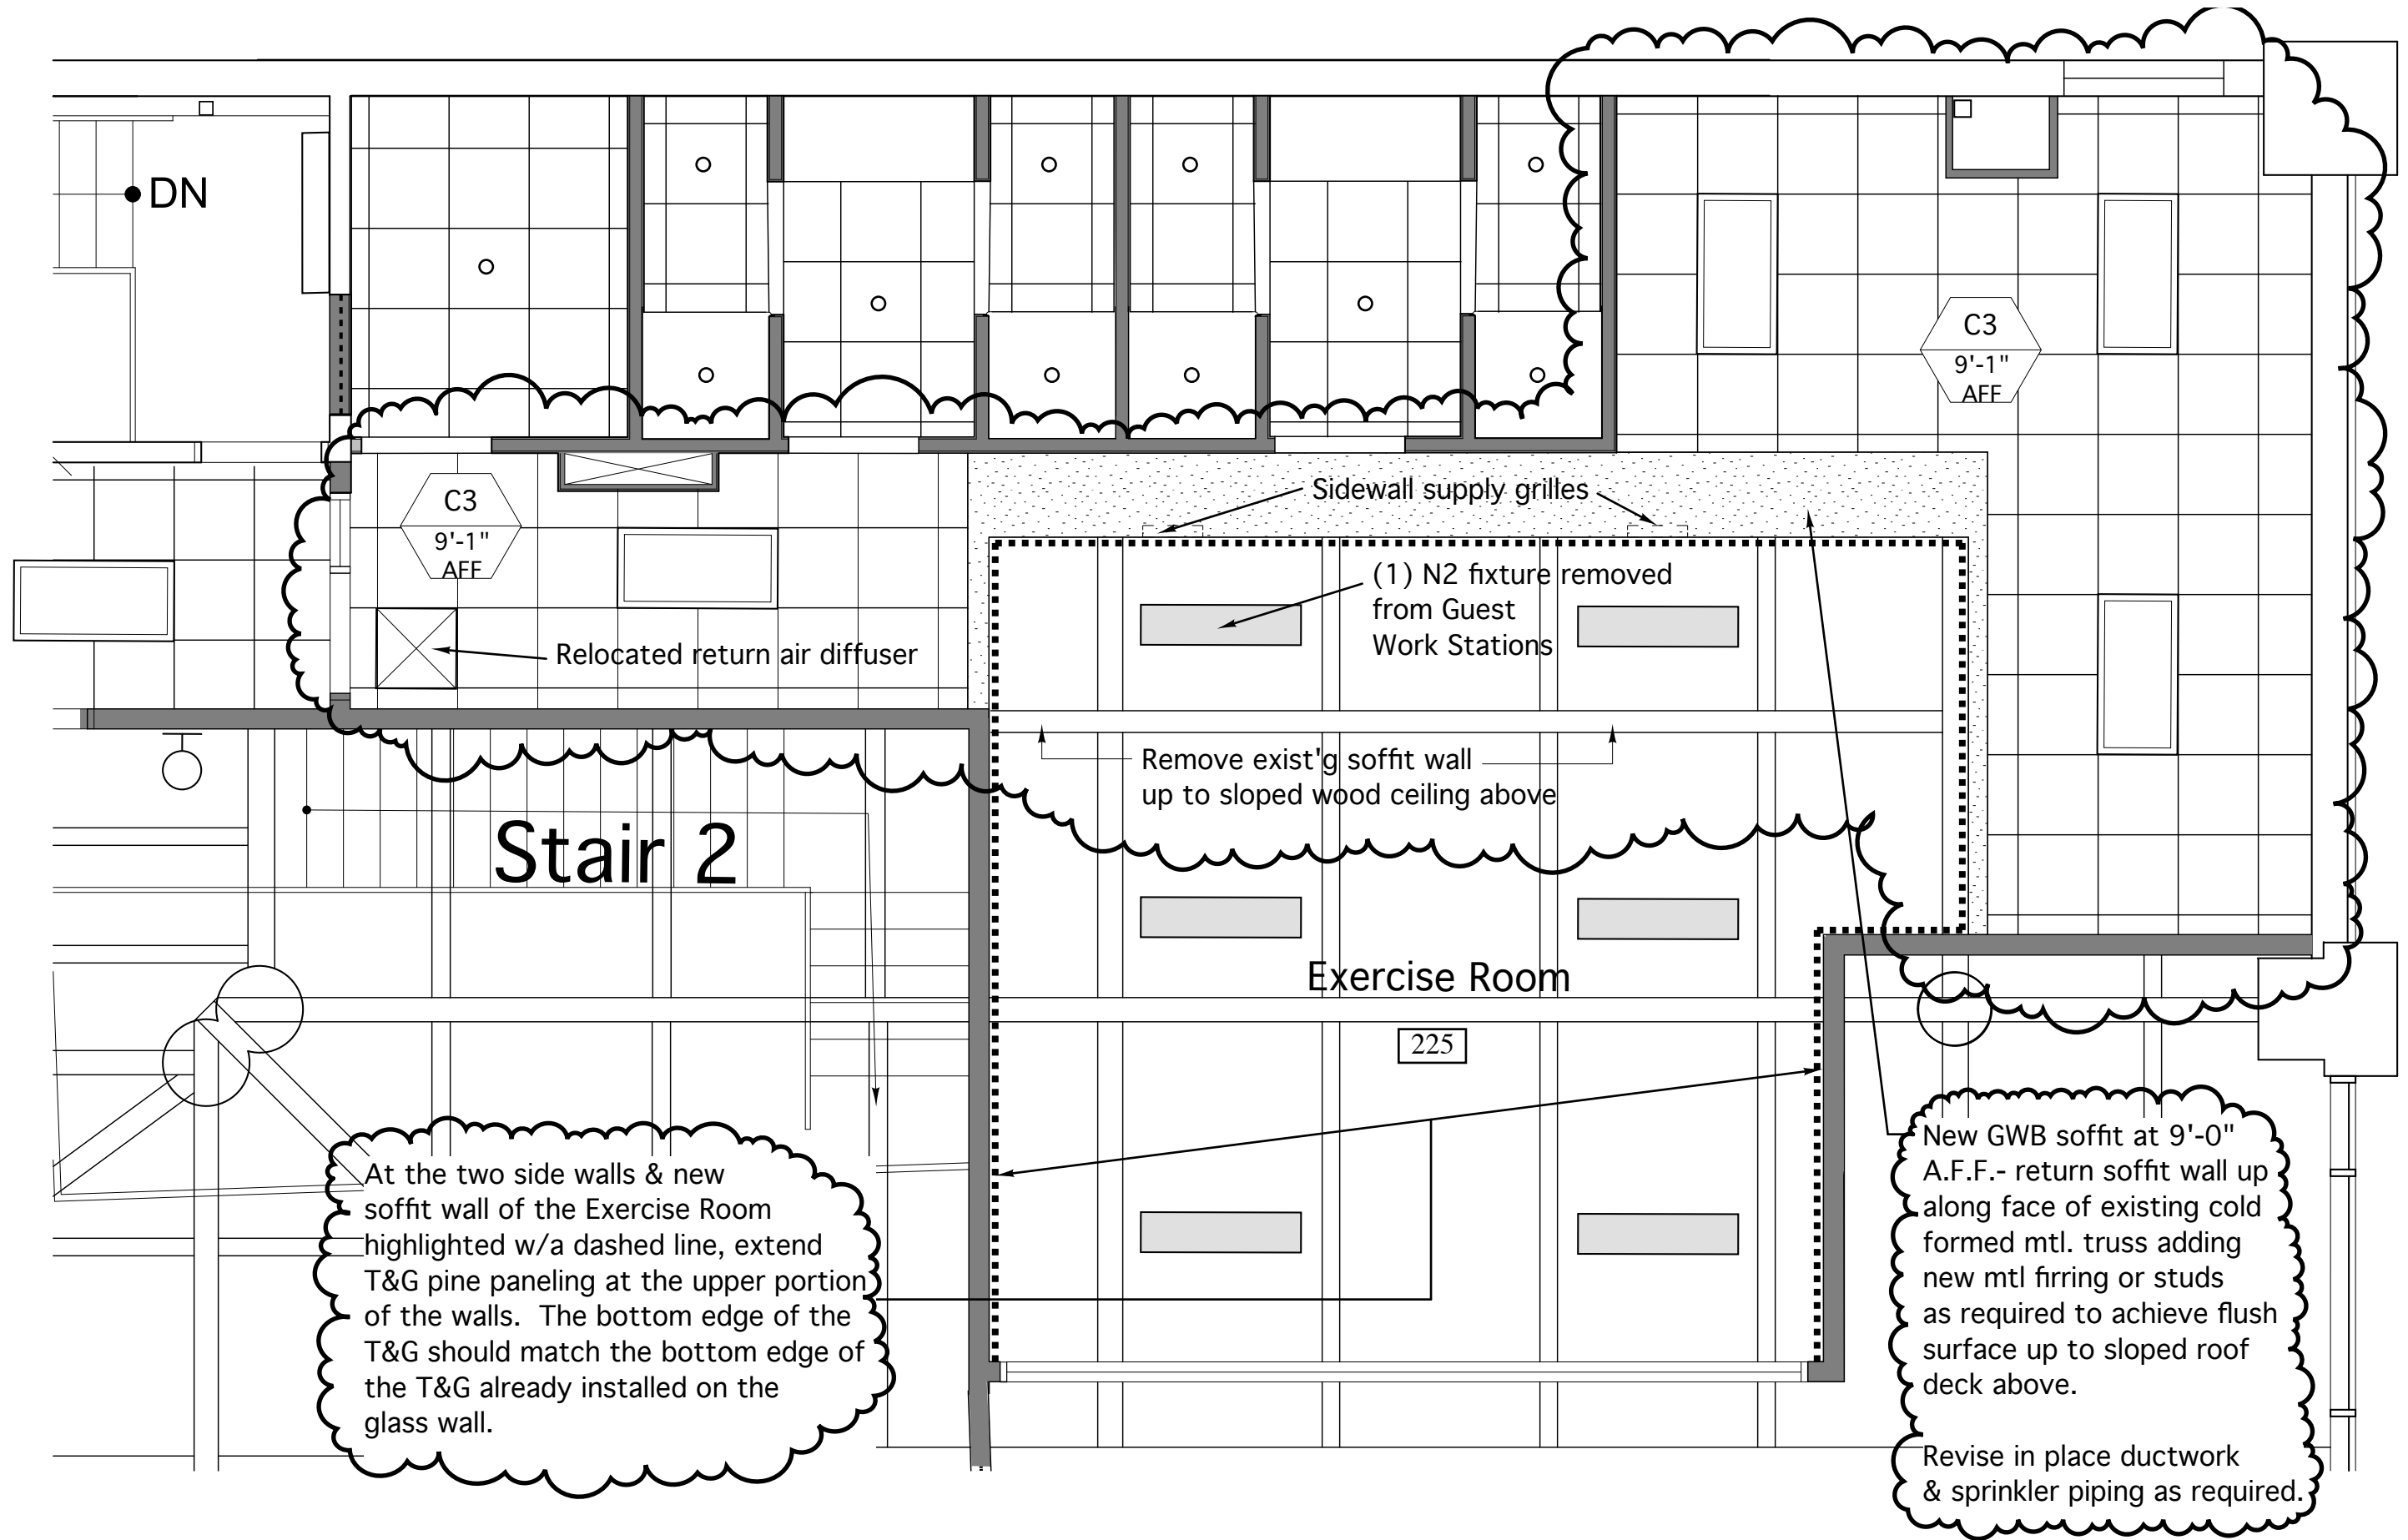 DN
C3
9'-1"
AFF
Sidewall supply grilles
C3
9'-1"
AFF
(1) N2 fixture removed
from Guest
Work Stations
Relocated return air diffuser
Remove exist'g soffit wall
up to sloped wood ceiling above
Stair 2
Exercise Room
225
At the two side walls & new
soffit wall of the Exercise Room
highlighted w/a dashed line, extend
T&G pine paneling at the upper portion
of the walls.  The bottom edge of the
T&G should match the bottom edge of
the T&G already installed on the
glass wall.
New GWB soffit at 9'-0"
A.F.F.- return soffit wall up
along face of existing cold
formed mtl. truss adding
new mtl firring or studs
as required to achieve flush
surface up to sloped roof
deck above.
Revise in place ductwork
& sprinkler piping as required.